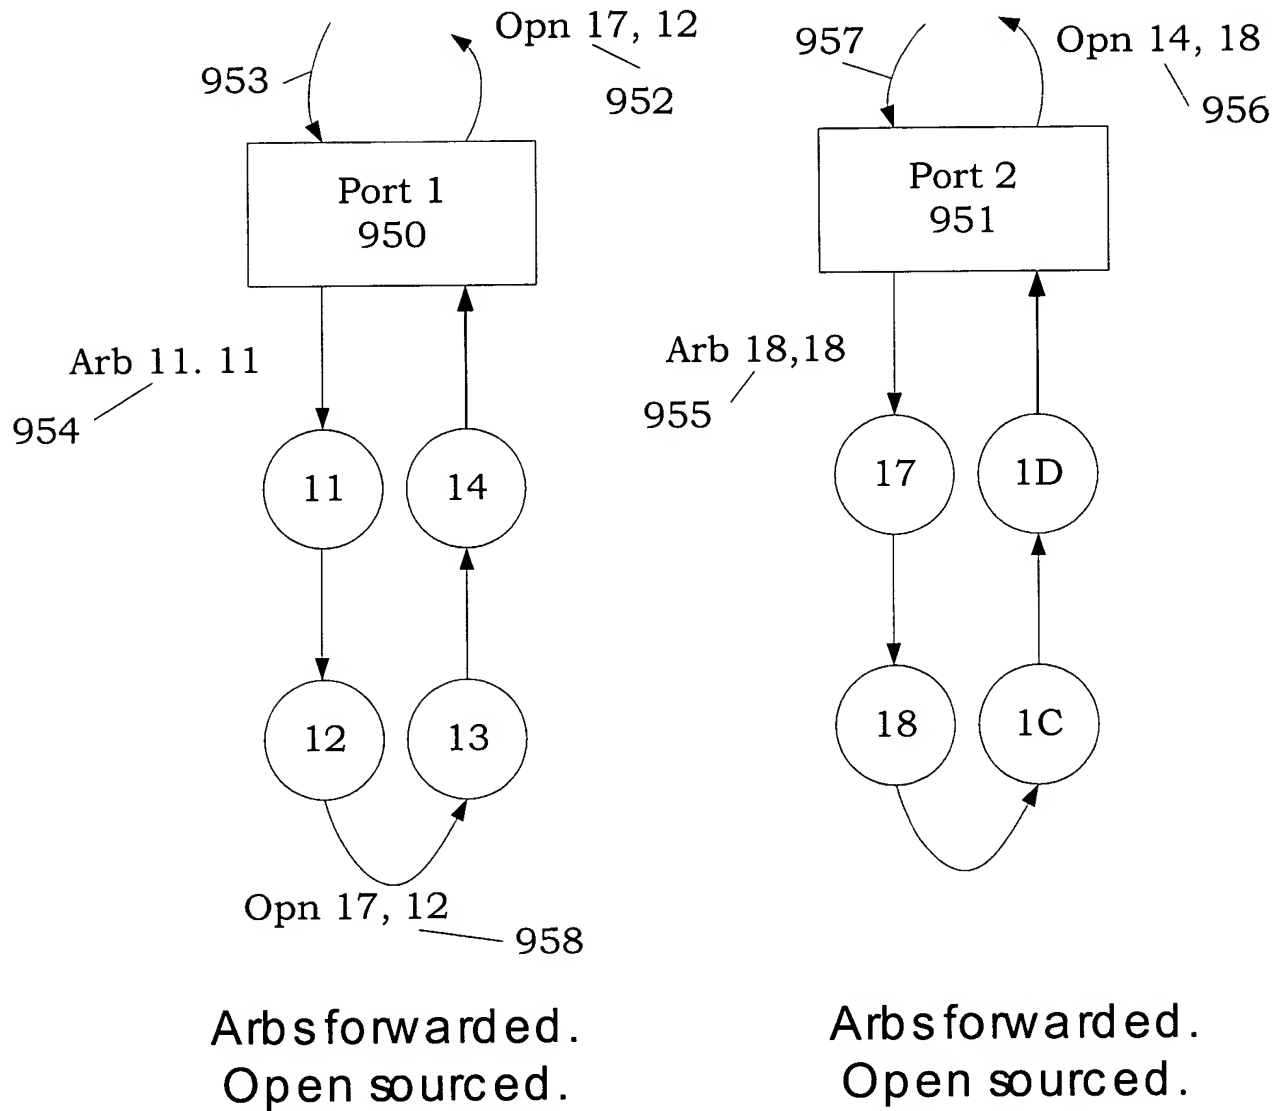 Opn 17, 12
952
953
Port 1
950
Arb 11. 11
954
11
14
12
13
Opn 17, 12
958
Arbs forwarded.
Open sourced.
957
Opn 14, 18
956
Port 2
951
Arb 18,18
955
17
1D
18
1C
Arbs forwarded.
Open sourced.